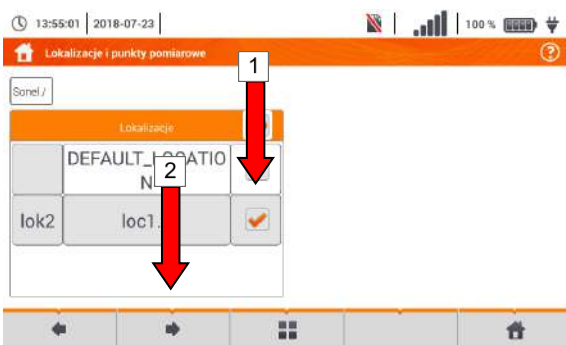 13:55:01 2018-07-23 100 %
Lokalizacje i punkty pomiarowe
1
Sonel /
Lokalizacje
DEFAULT_LOCATIO
N
2
lok2 loc1.